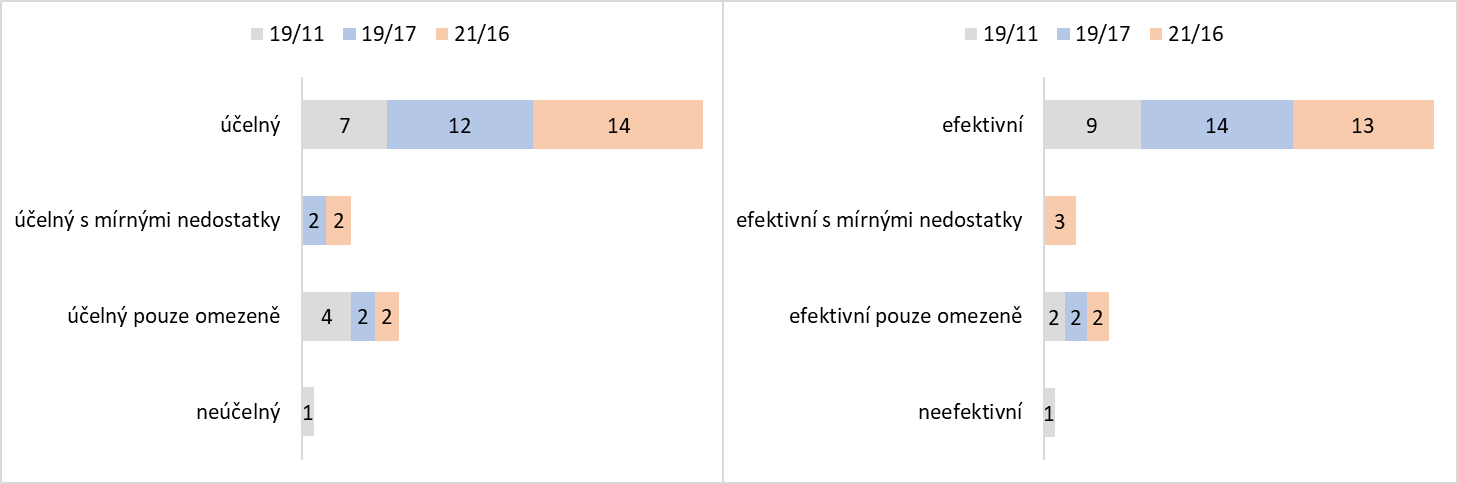 19/11 19/17 21/16
účelný 7 12 14
účelný s mírnými nedostatky 2 2
účelný pouze omezeně 4 2 2
neúčelný 1
19/11 19/17 21/16
efektivní 9 14 13
efektivní s mírnými nedostatky 3
efektivní pouze omezeně 2 2 2
neefektivní 1